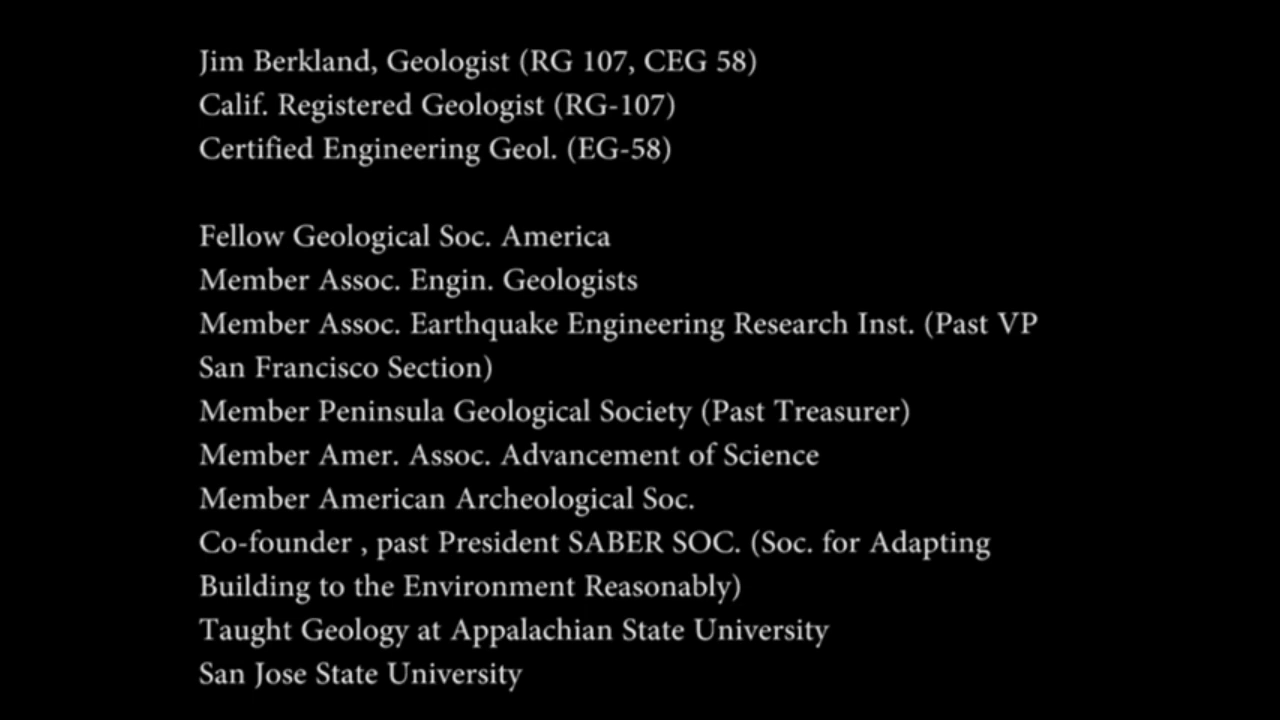 Jim Berkland, Geologist (RG 107, CEG 58)
Calif. Registered Geologist (RG-107)
Certified Engineering Geol. (EG-58)
Fellow Geological Soc. America
Member Assoc. Engin. Geologists
Member Assoc. Earthquake Engineering Research Inst. (Past VP
San Francisco Section)
Member Peninsula Geological Society (Past Treasurer)
Member Amer. Assoc. Advancement of Science
Member American Archeological Soc.
Co-founder , past President SABER SOC. (Soc. for Adapting
Building to the Environment Reasonably)
Taught Geology at Appalachian State University
San Jose State University